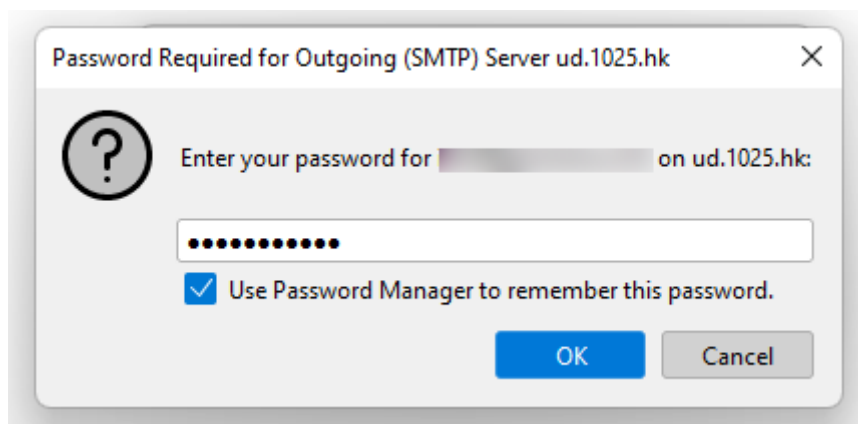 Password Required for Outgoing (SMTP) Server ud.1025.hk
Enter your password for on ud.1025.hk:
Use Password Manager to remember this password.
OK
Cancel